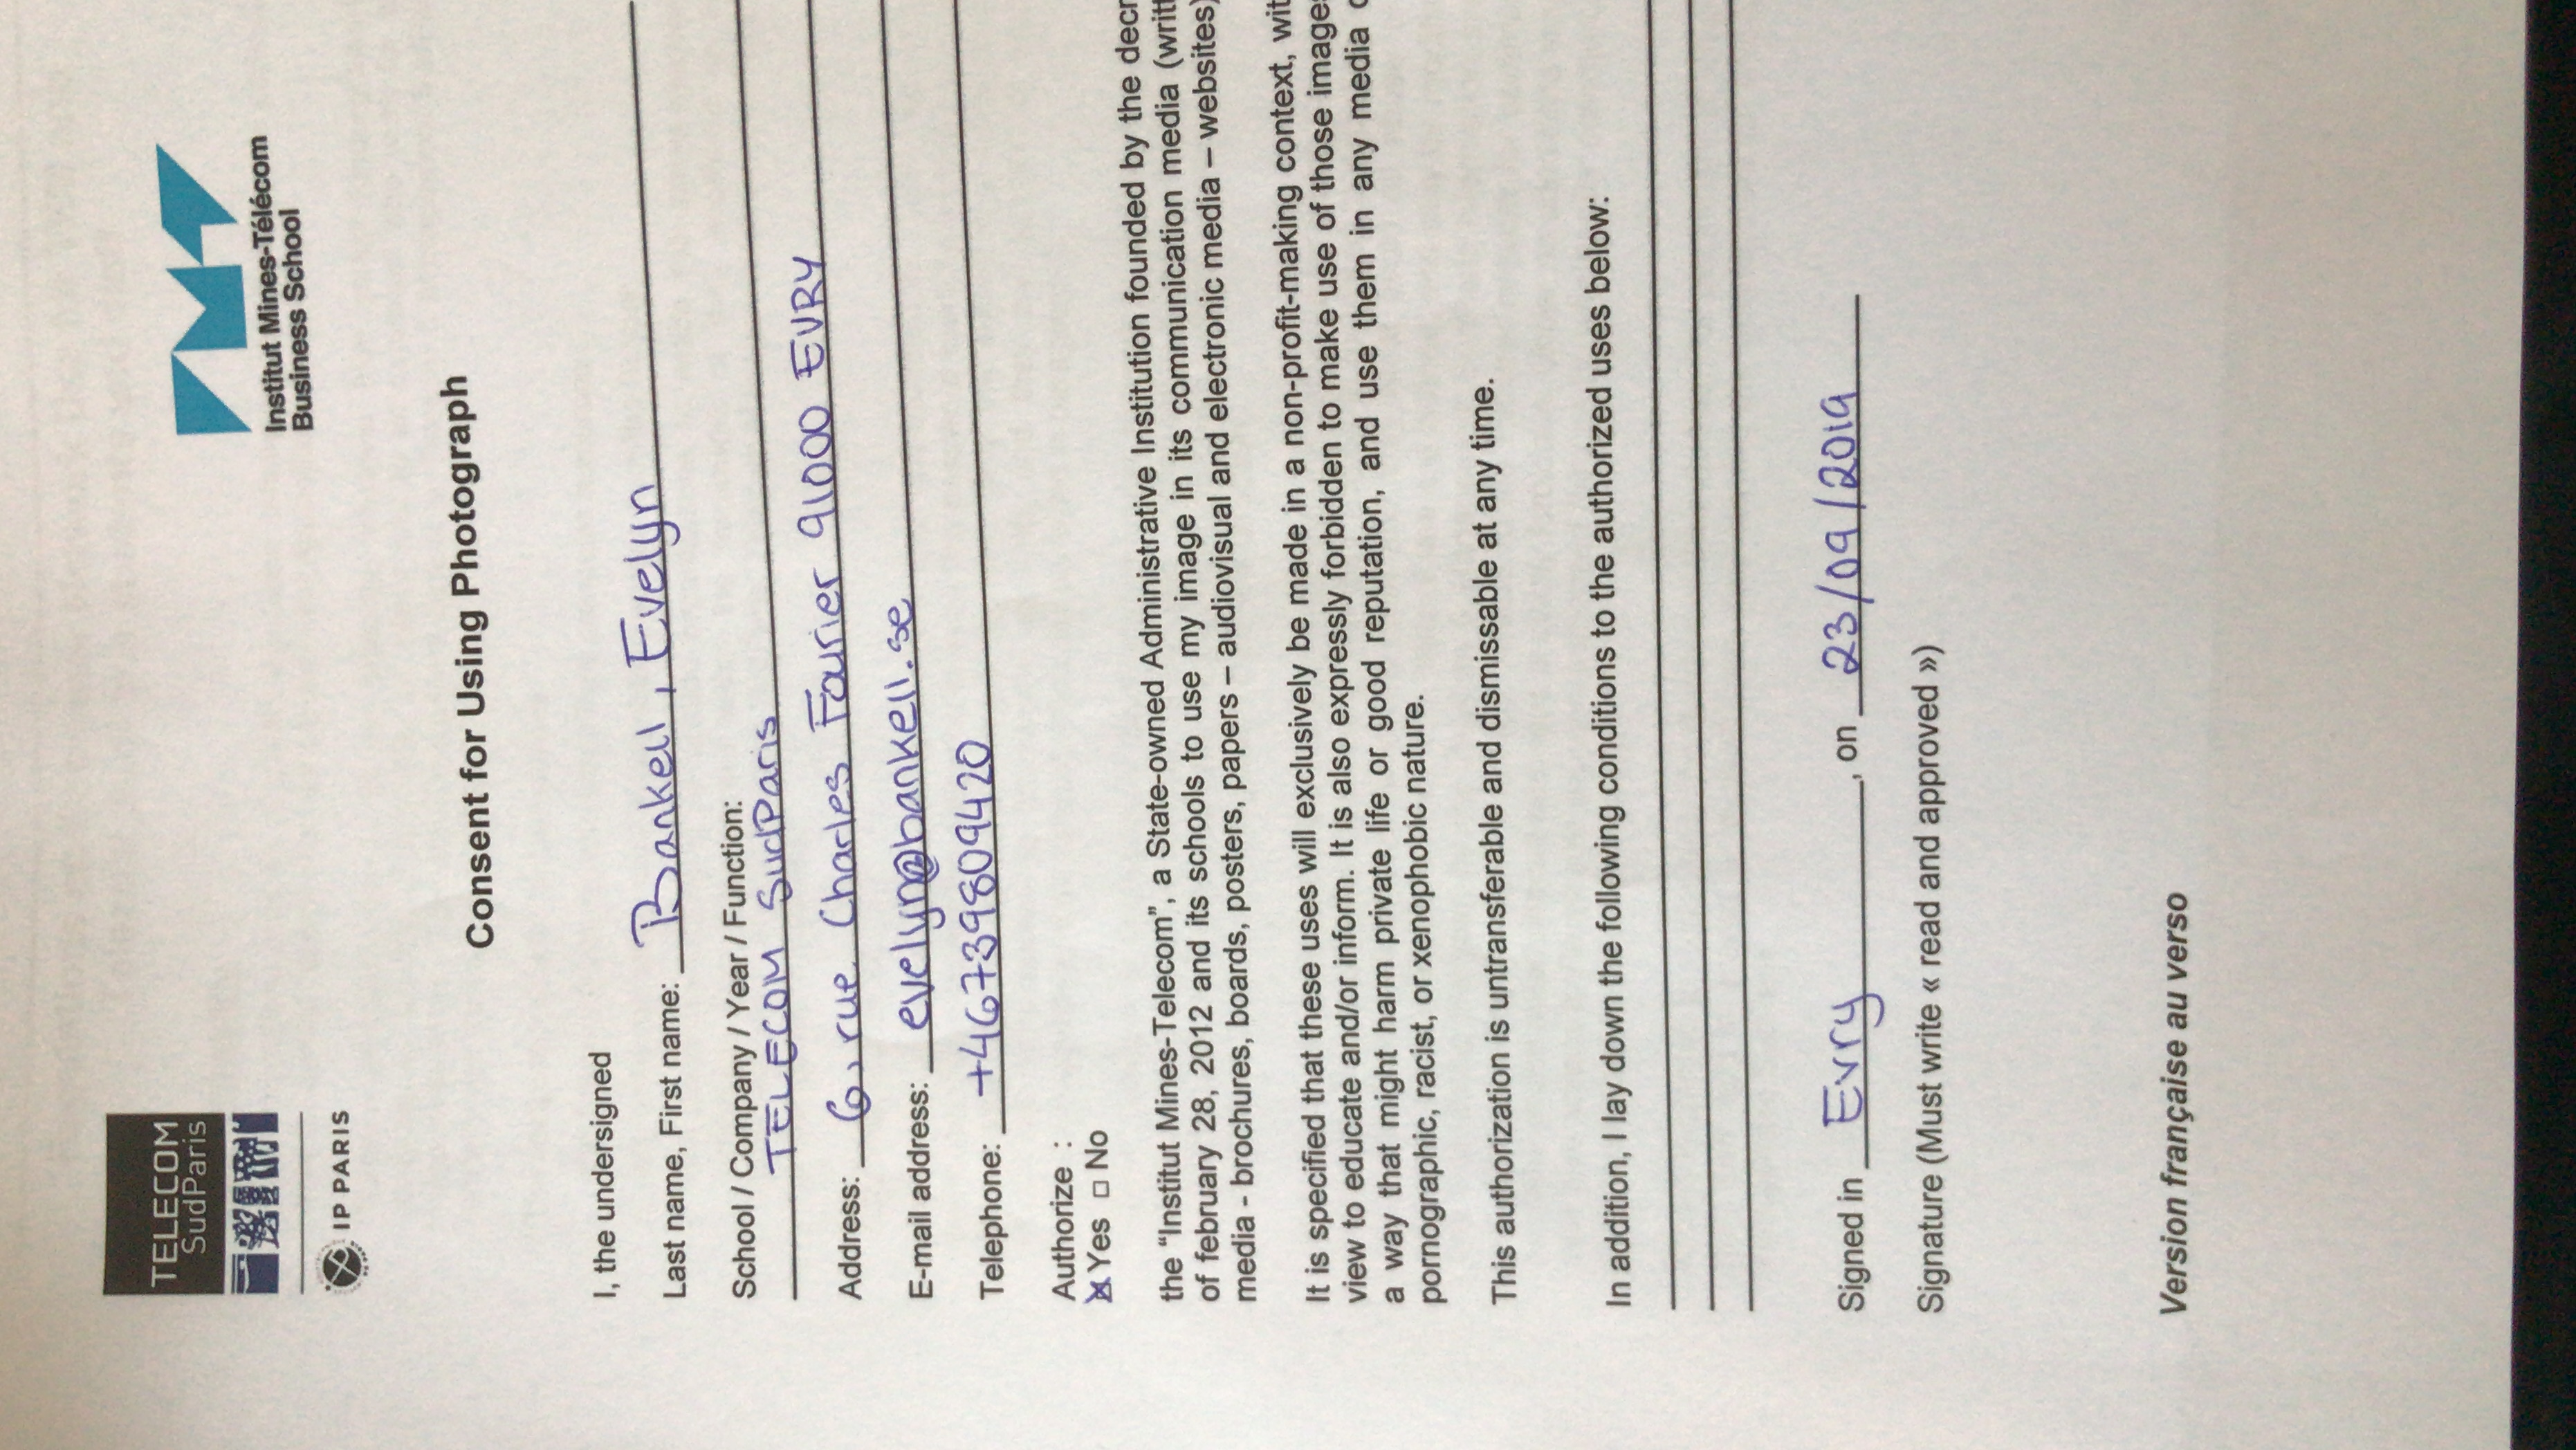 TELECOM
SudParis
IP PARIS
Institut Mines-Télécom
Business School
Consent for Using Photograph
I, the undersigned
Last name, First name: Bankell, Evelyn
School / Company / Year / Function:
TELECOM SudParis
Address: 6, rue Charles Fourier 91000 EVRY
E-mail address: evelyn@bankell.se
Telephone: +46739809420
Authorize :
☒ Yes □ No
the “Institut Mines-Telecom”, a State-owned Administrative Institution founded by the decr
of february 28, 2012 and its schools to use my image in its communication media (writt
media - brochures, boards, posters, papers – audiovisual and electronic media – websites)
It is specified that these uses will exclusively be made in a non-profit-making context, wit
view to educate and/or inform. It is also expressly forbidden to make use of those image
a way that might harm private life or good reputation, and use them in any media
pornographic, racist, or xenophobic nature.
This authorization is untransferable and dismissable at any time.
In addition, I lay down the following conditions to the authorized uses below:
Signed in Evry, on 23/09/2019
Signature (Must write « read and approved »)
Version française au verso